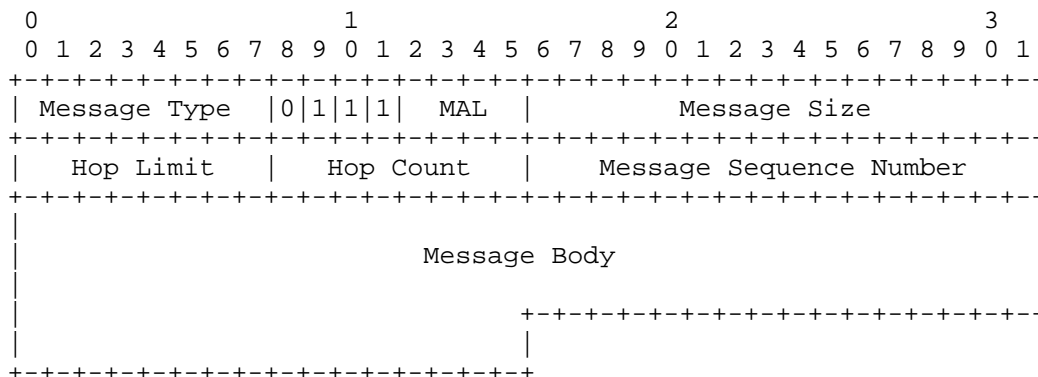 0                   1                   2                   3
 0 1 2 3 4 5 6 7 8 9 0 1 2 3 4 5 6 7 8 9 0 1 2 3 4 5 6 7 8 9 0 1
+-+-+-+-+-+-+-+-+-+-+-+-+-+-+-+-+-+-+-+-+-+-+-+-+-+-+-+-+-+-+-+--
| Message Type  |0|1|1|1|  MAL  |         Message Size
+-+-+-+-+-+-+-+-+-+-+-+-+-+-+-+-+-+-+-+-+-+-+-+-+-+-+-+-+-+-+-+--
|   Hop Limit   |   Hop Count   |    Message Sequence Number
+-+-+-+-+-+-+-+-+-+-+-+-+-+-+-+-+-+-+-+-+-+-+-+-+-+-+-+-+-+-+-+--
|
|                         Message Body
|
|                               +-+-+-+-+-+-+-+-+-+-+-+-+-+-+-+--
|                               |
+-+-+-+-+-+-+-+-+-+-+-+-+-+-+-+-+